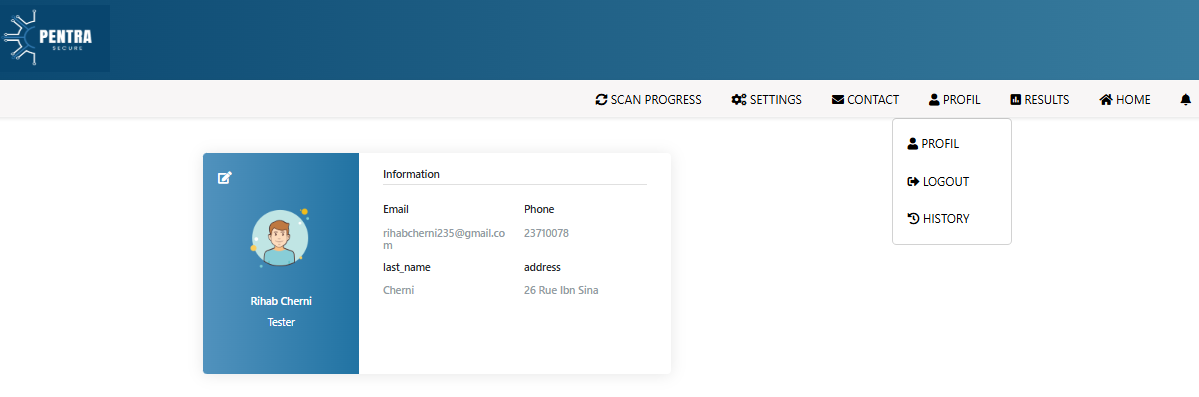 PENTRA
SECURE
SCAN PROGRESS SETTINGS CONTACT PROFIL RESULTS HOME
PROFIL
LOGOUT
HISTORY
Information
Email Phone
rihabcherni235@gmail.co 23710078
m
last_name address
Cherni 26 Rue Ibn Sina
Rihab Cherni
Tester